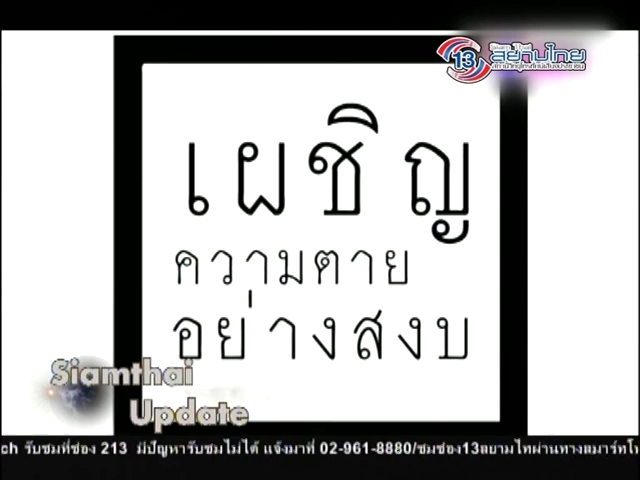 13
Siam Thai
สยามไทย
เผชิญ
ความตาย
อย่างสงบ
Siamthai
Update
ch รับชมที่ช่อง 213 มีปัญหารับชมไม่ได้ แจ้งมาที่ 02-961-8880/ชมช่อง13สยามไทผ่านทางสมาร์ทโ